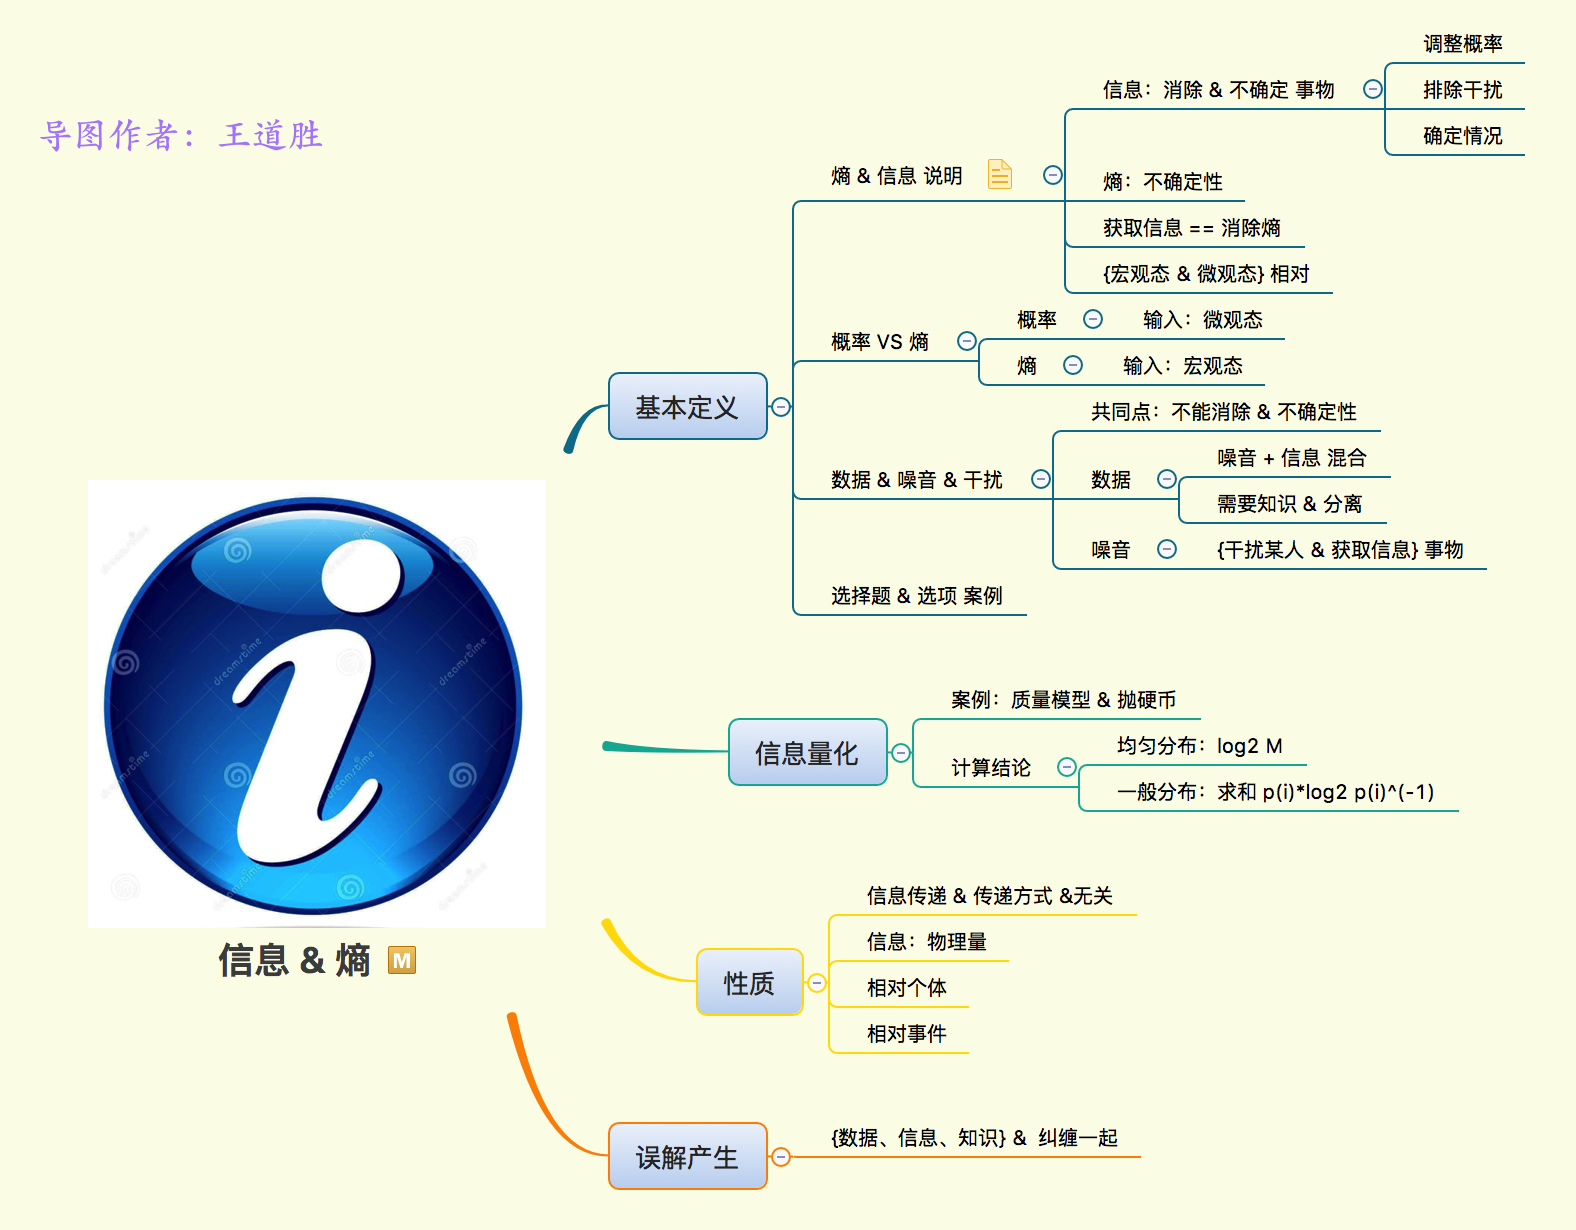 导图作者：王道胜
信息 & 熵 M
基本定义
熵 & 信息 说明
信息：消除 & 不确定 事物
调整概率
排除干扰
确定情况
熵：不确定性
获取信息 == 消除熵
{宏观态 & 微观态} 相对
概率 VS 熵
概率
输入：微观态
熵
输入：宏观态
数据 & 噪音 & 干扰
共同点：不能消除 & 不确定性
数据
噪音 + 信息 混合
需要知识 & 分离
噪音
{干扰某人 & 获取信息} 事物
选择题 & 选项 案例
信息量化
案例：质量模型 & 抛硬币
计算结论
均匀分布：log2 M
一般分布：求和 p(i)*log2 p(i)^(-1)
性质
信息传递 & 传递方式 &无关
信息：物理量
相对个体
相对事件
误解产生
{数据、信息、知识} & 纠缠一起
dreamstime
dreamstime
dreamstime
dreamstime
dreamstime
dreamstime
dreamstime
dreamstime